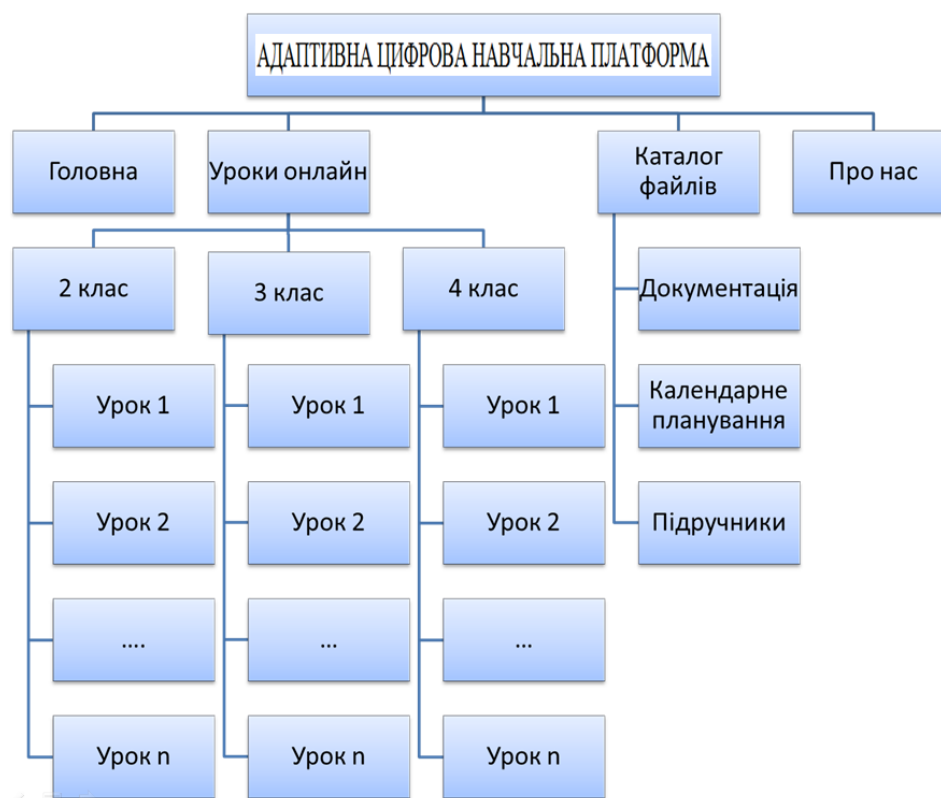 АДАПТИВНА ЦИФРОВА НАВЧАЛЬНА ПЛАТФОРМА
Головна
Уроки онлайн
Каталог
файлів
Про нас
2 клас
3 клас
4 клас
Документація
Урок 1
Урок 1
Урок 1
Календарне
планування
Урок 2
Урок 2
Урок 2
Підручники
....
...
...
Урок n
Урок n
Урок n